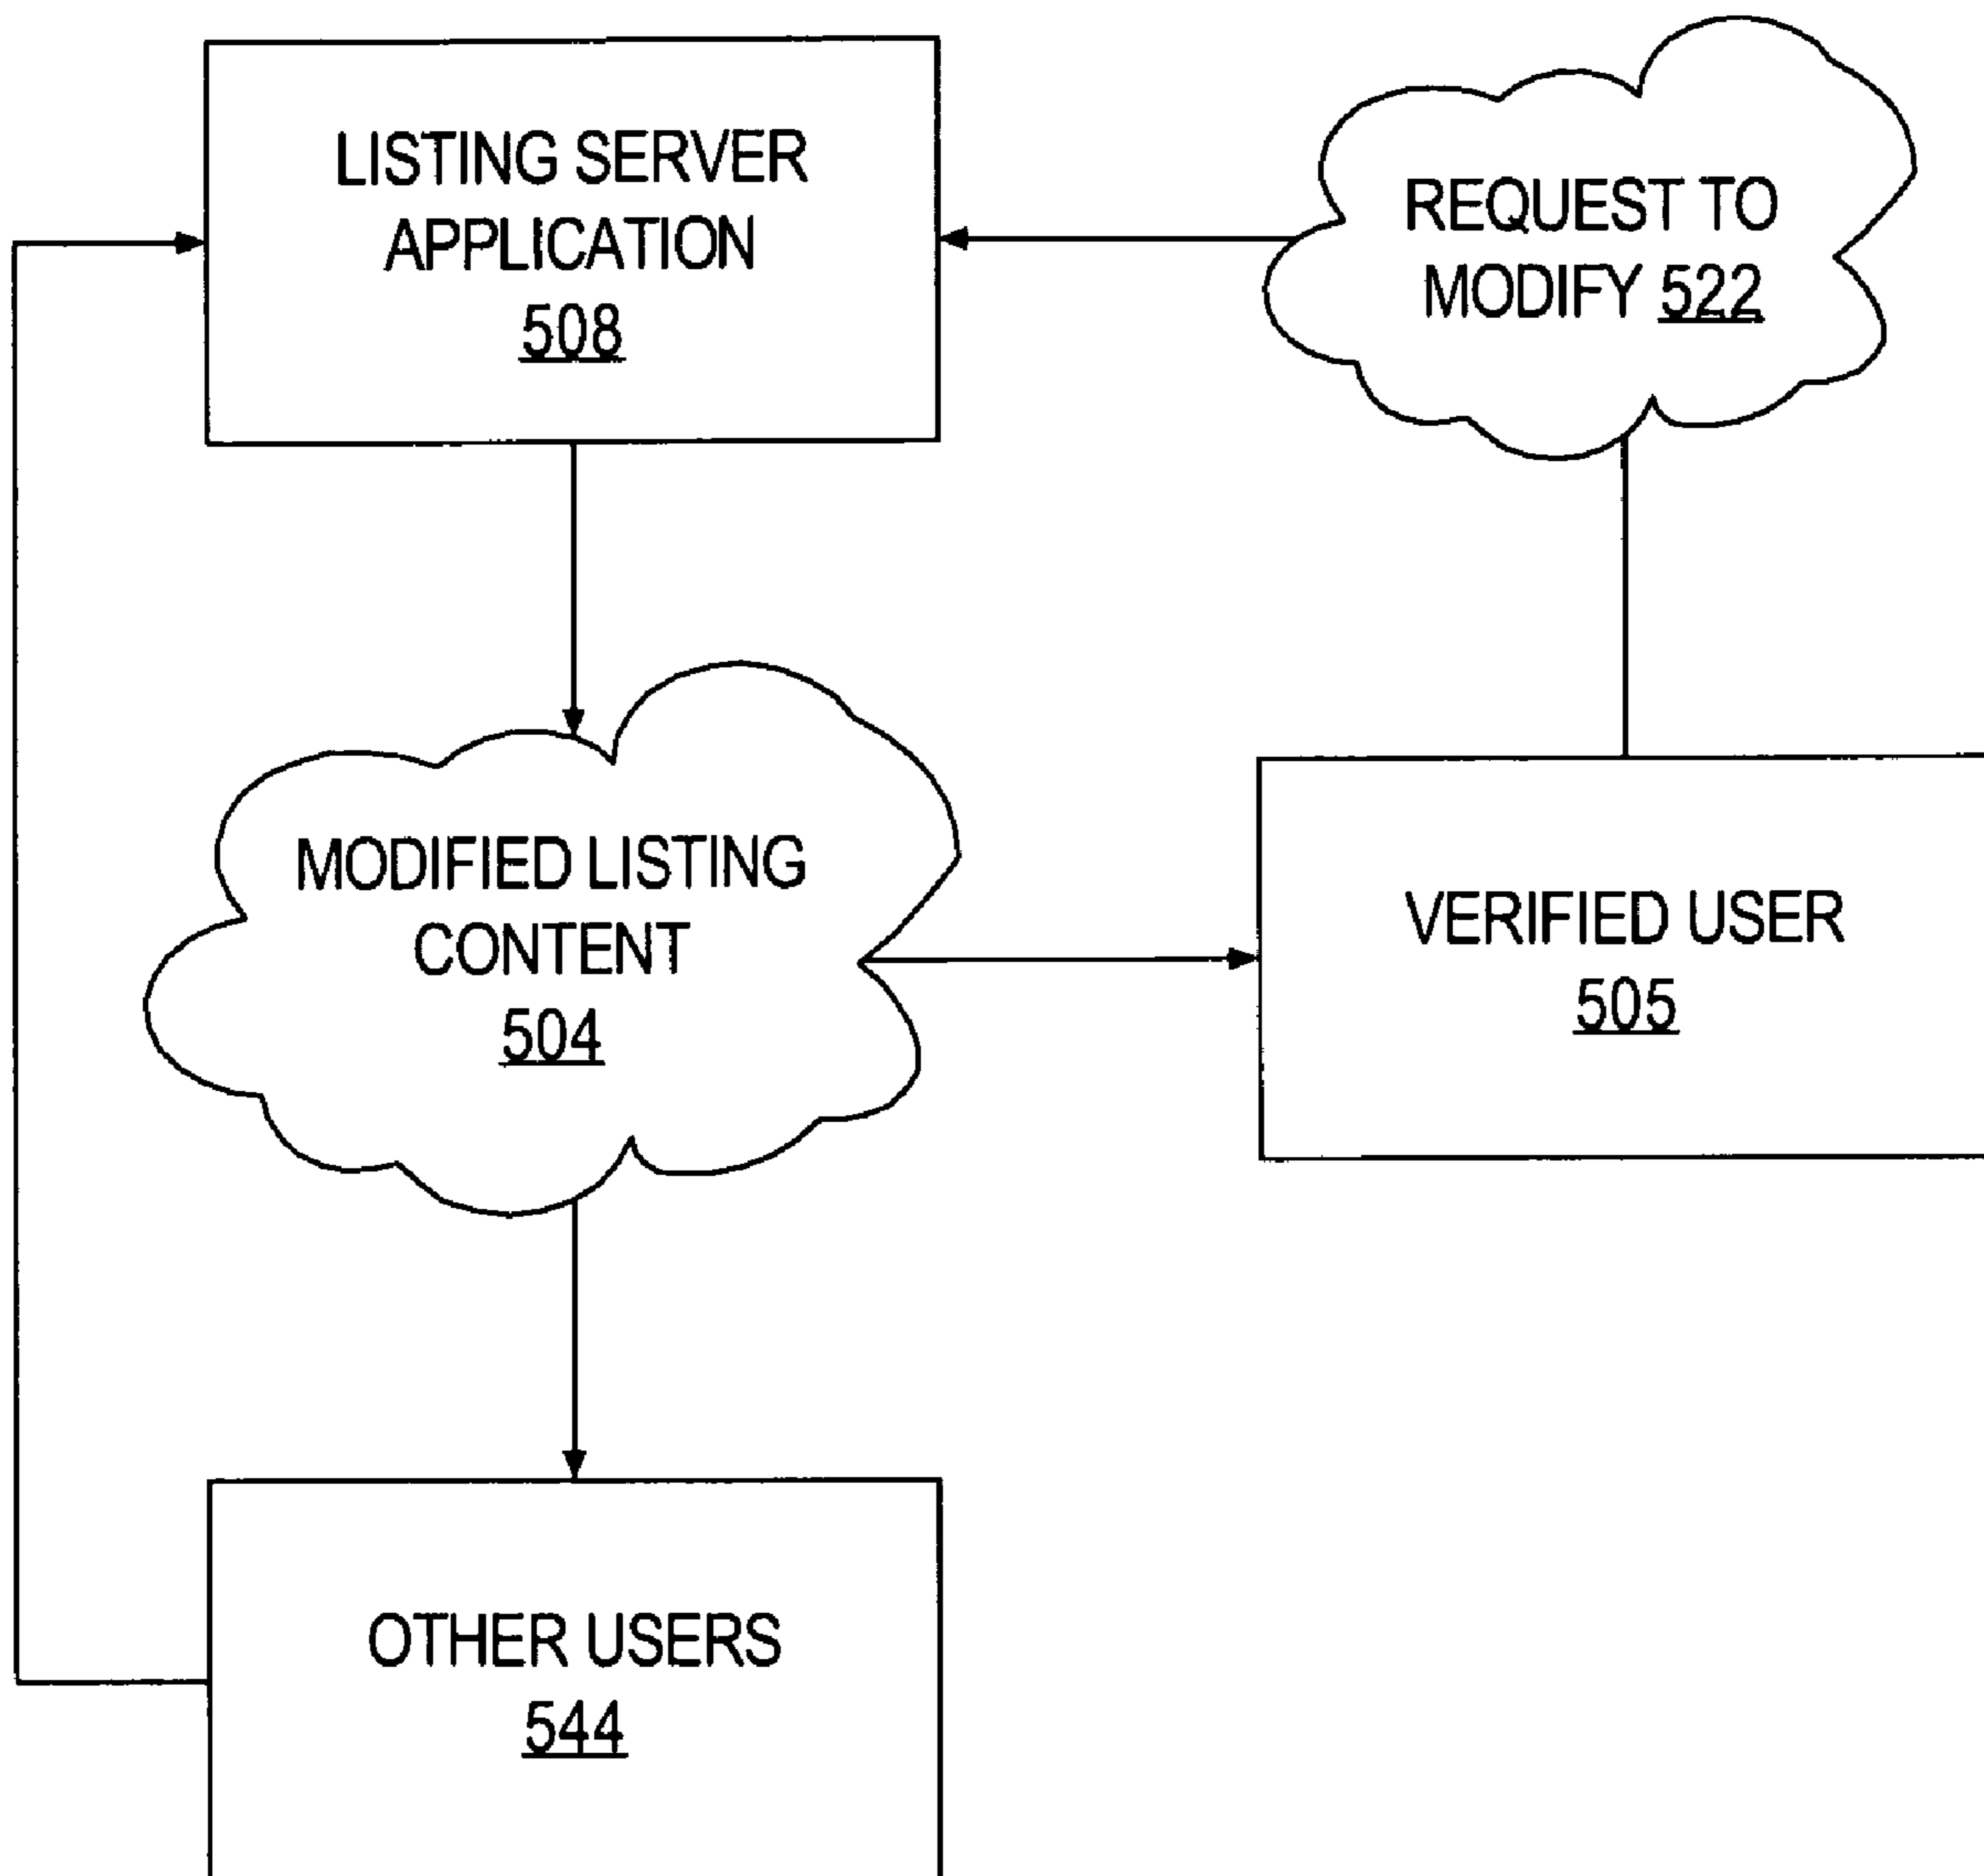 LISTING SERVER
APPLICATION
508
REQUEST TO
MODIFY 522
MODIFIED LISTING
CONTENT
504
VERIFIED USER
505
OTHER USERS
544